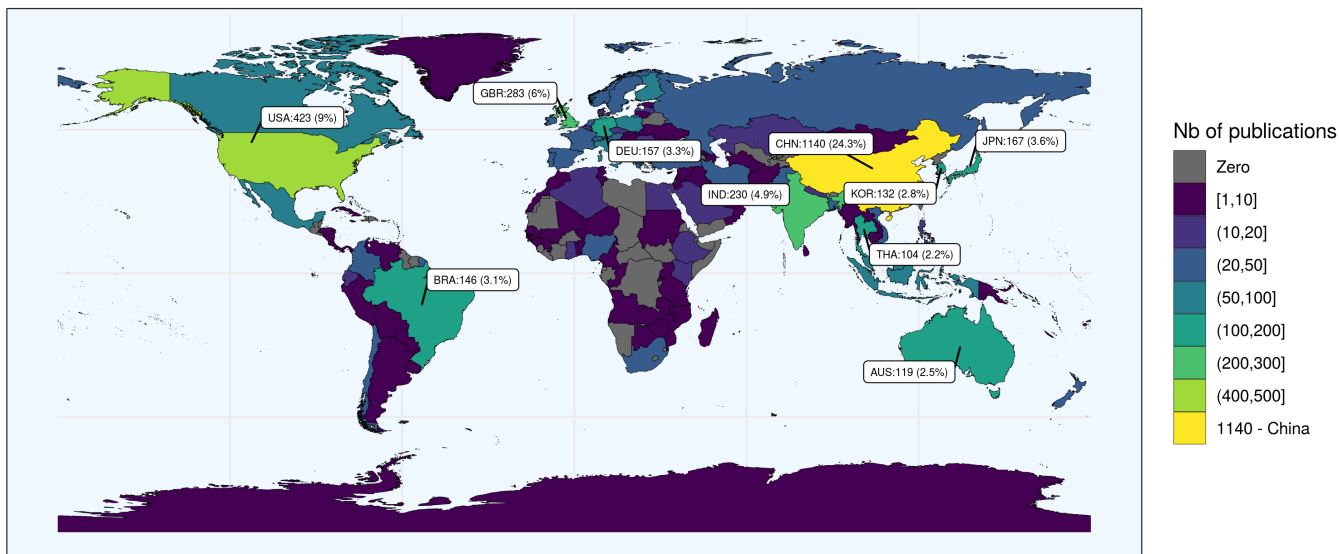 GBR:283 (6%)
USA:423 (9%)
DEU:157 (3.3%)
CHN:1140 (24.3%)
JPN:167 (3.6%)
IND:230 (4.9%)
KOR:132 (2.8%)
THA:104 (2.2%)
BRA:146 (3.1%)
AUS:119 (2.5%)
Nb of publications
Zero
[1,10]
(10,20]
(20,50]
(50,100]
(100,200]
(200,300]
(400,500]
1140 - China